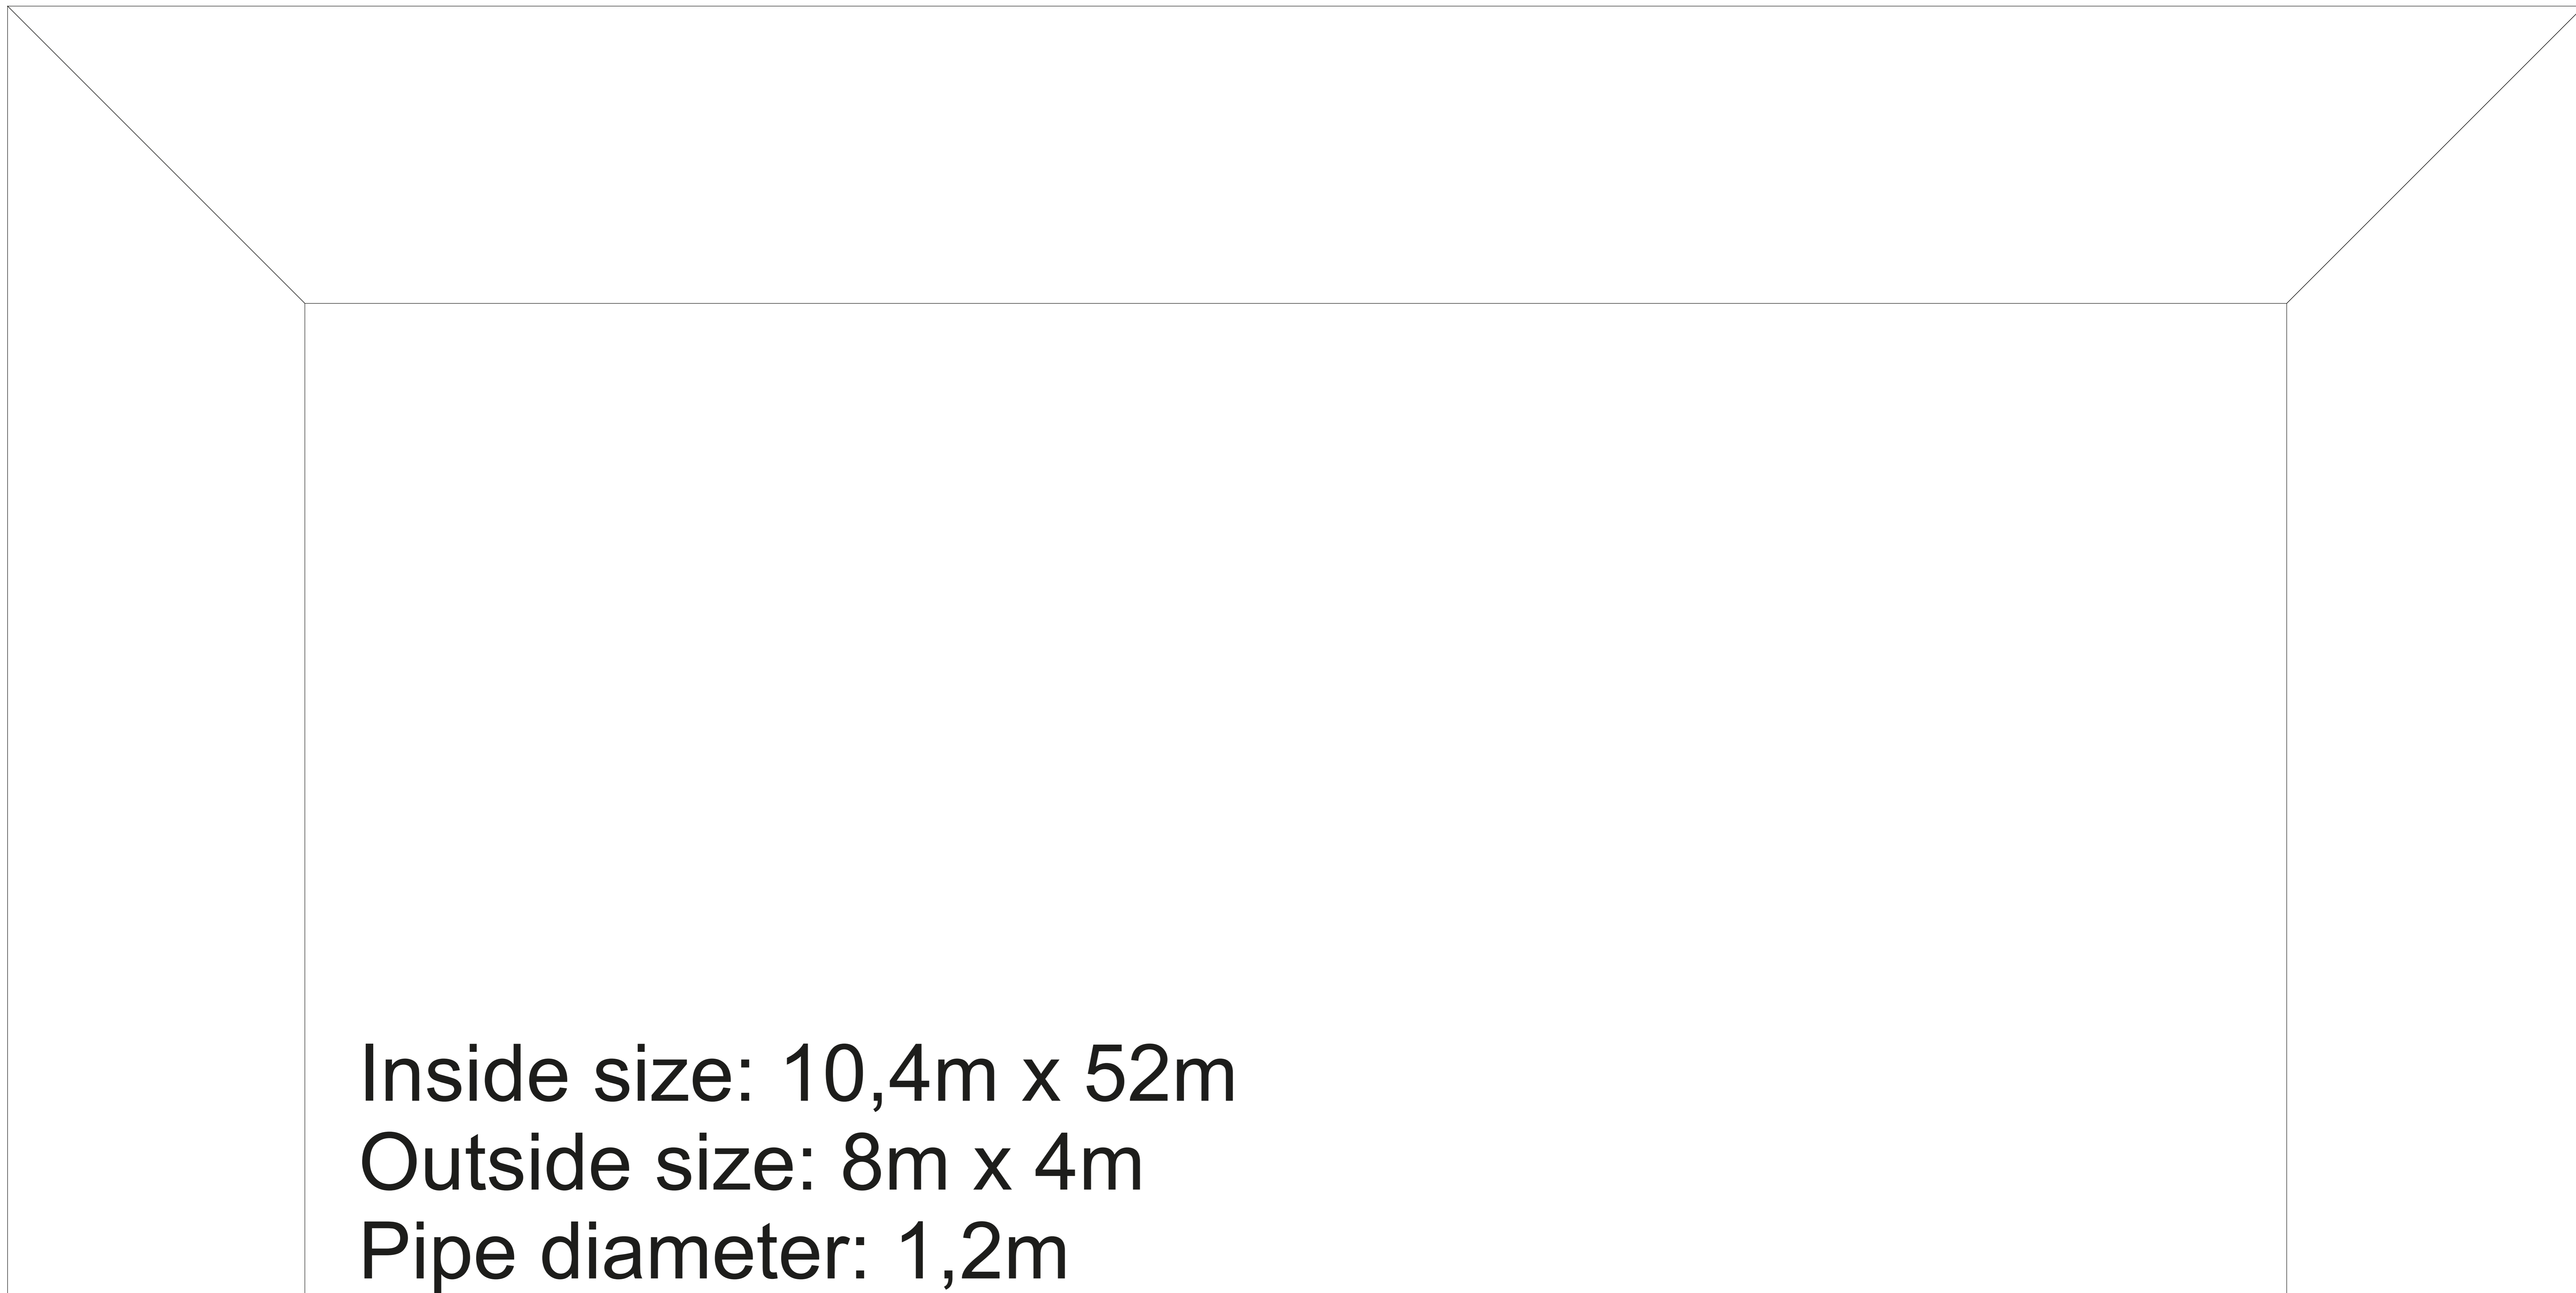 Inside size: 10,4m x 52m
Outside size: 8m x 4m
Pipe diameter: 1,2m